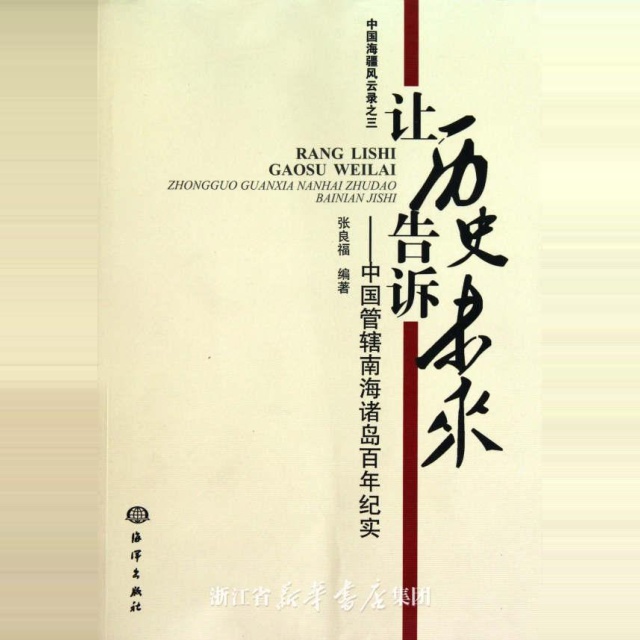 中国海疆风云录之三
让历史告诉未来
RANG LISHI
GAOSU WEILAI
ZHONGGUO GUANXIA NANHAI ZHUDAO
BAINIAN JISHI
——中国管辖南海诸岛百年纪实
张良福 编著
海洋出版社
浙江省新华书店集团